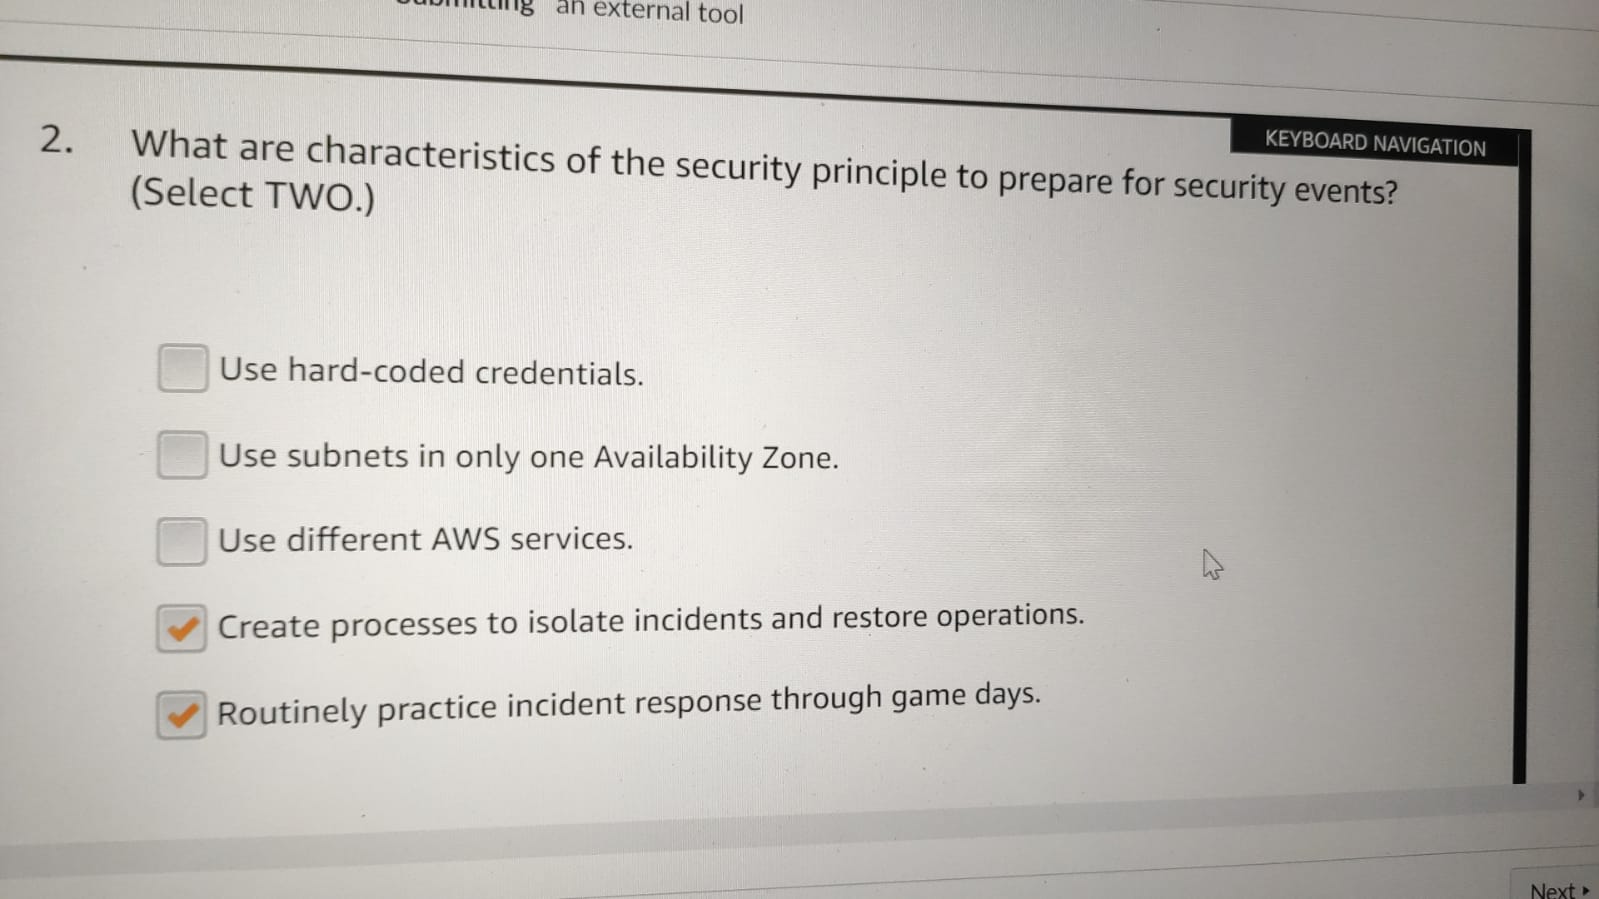 an external tool
KEYBOARD NAVIGATION
2. What are characteristics of the security principle to prepare for security events?
(Select TWO.)
Use hard-coded credentials.
Use subnets in only one Availability Zone.
Use different AWS services.
Create processes to isolate incidents and restore operations.
Routinely practice incident response through game days.
Next